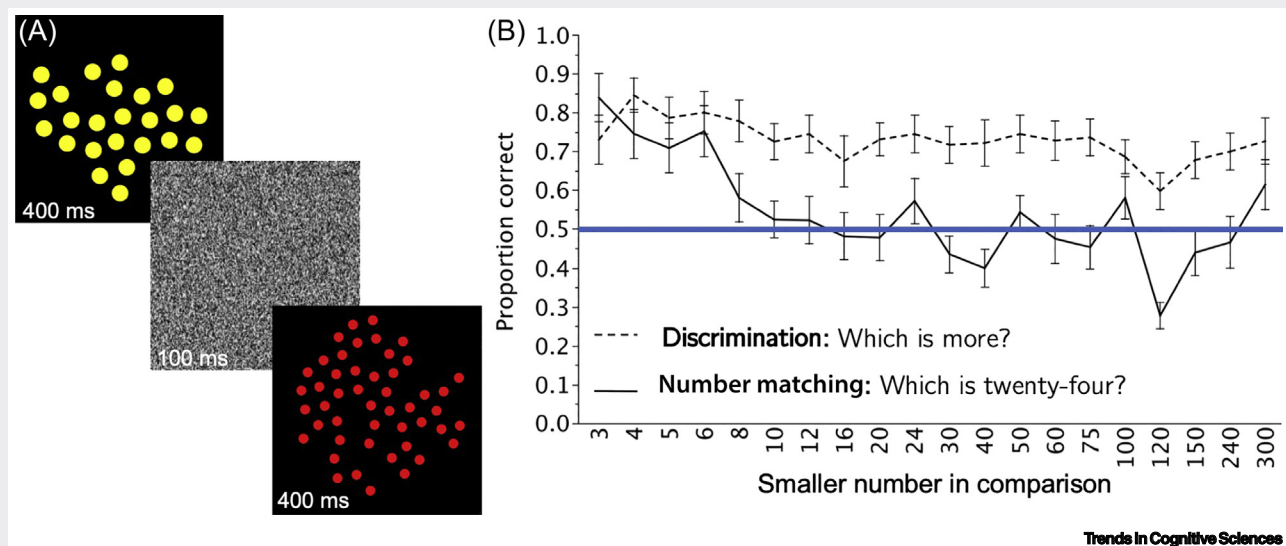 (A)
400 ms
100 ms
400 ms
(B)
Proportion correct
1.0
0.9
0.8
0.7
0.6
0.5
0.4
0.3
0.2
0.1
0.0
Discrimination: Which is more?
Number matching: Which is twenty-four?
3 4 5 6 8 10 12 16 20 24 30 40 50 60 75 100 120 150 240 300
Smaller number in comparison
Trends in Cognitive Sciences